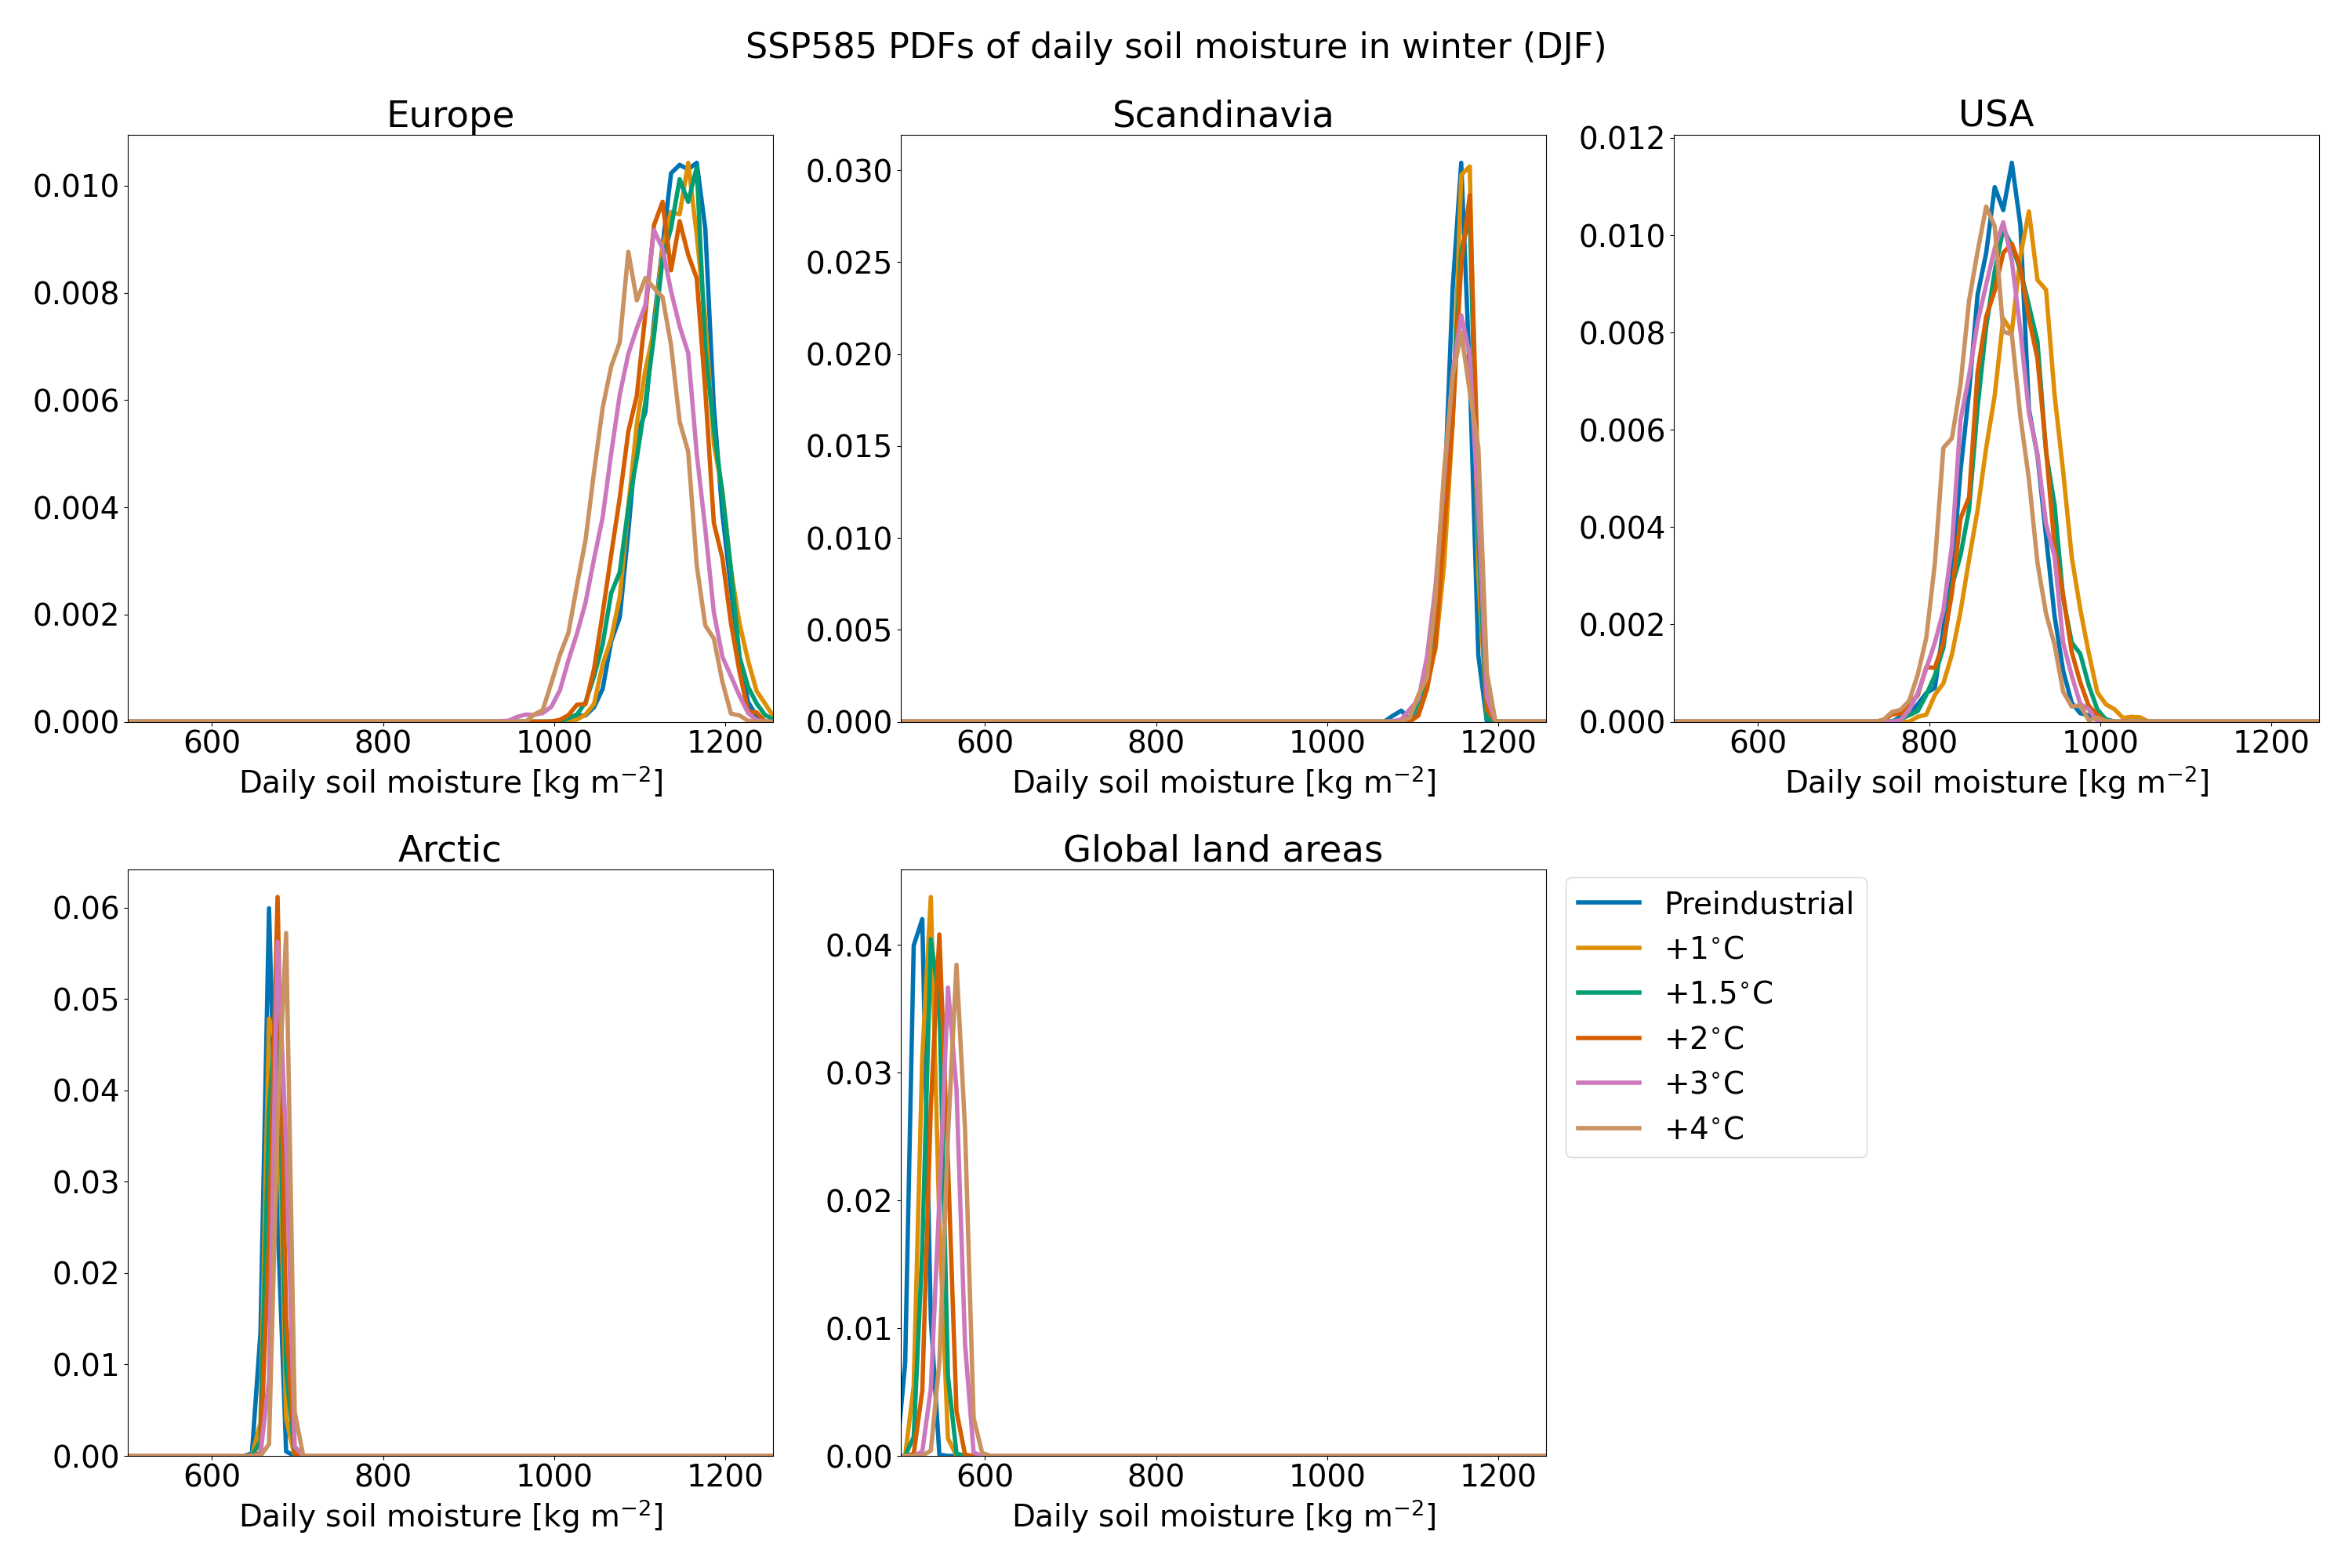 SSP585 PDFs of daily soil moisture in winter (DJF)
Europe
0.010
0.008
0.006
0.004
0.002
0.000
600 800 1000 1200
Daily soil moisture [kg m⁻²]
Scandinavia
0.030
0.025
0.020
0.015
0.010
0.005
0.000
600 800 1000 1200
Daily soil moisture [kg m⁻²]
USA
0.012
0.010
0.008
0.006
0.004
0.002
0.000
600 800 1000 1200
Daily soil moisture [kg m⁻²]
Arctic
0.06
0.05
0.04
0.03
0.02
0.01
0.00
600 800 1000 1200
Daily soil moisture [kg m⁻²]
Global land areas
0.04
0.03
0.02
0.01
0.00
600 800 1000 1200
Daily soil moisture [kg m⁻²]
Preindustrial
+1°C
+1.5°C
+2°C
+3°C
+4°C